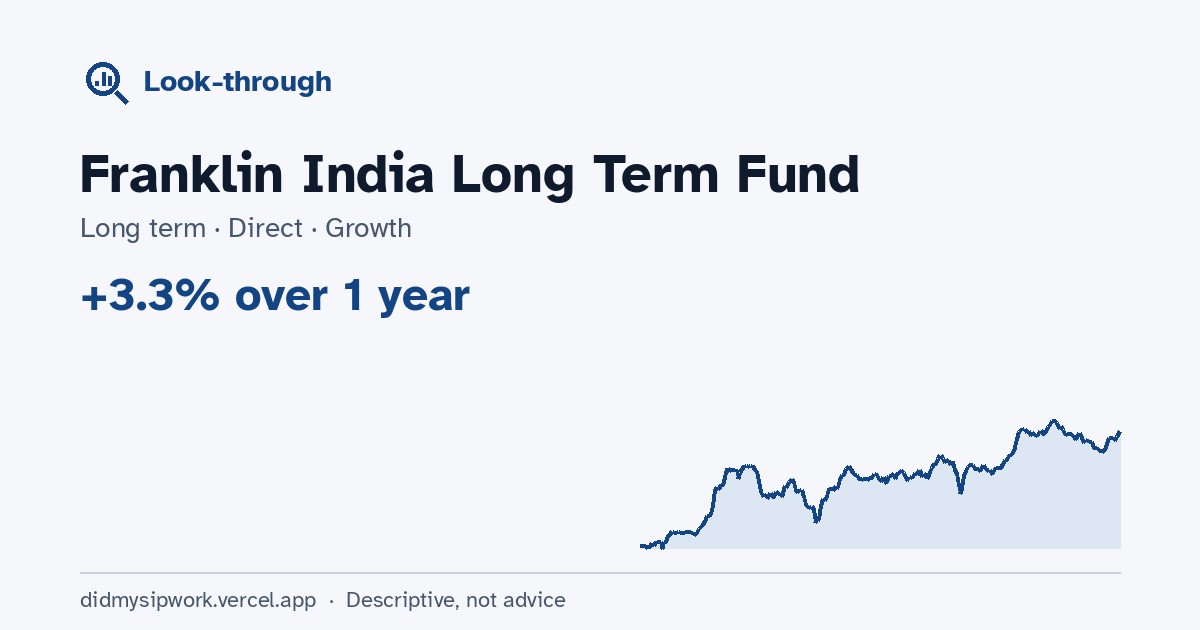 Look-through
Franklin India Long Term Fund
Long term · Direct · Growth
+3.3% over 1 year
didmysipwork.vercel.app · Descriptive, not advice